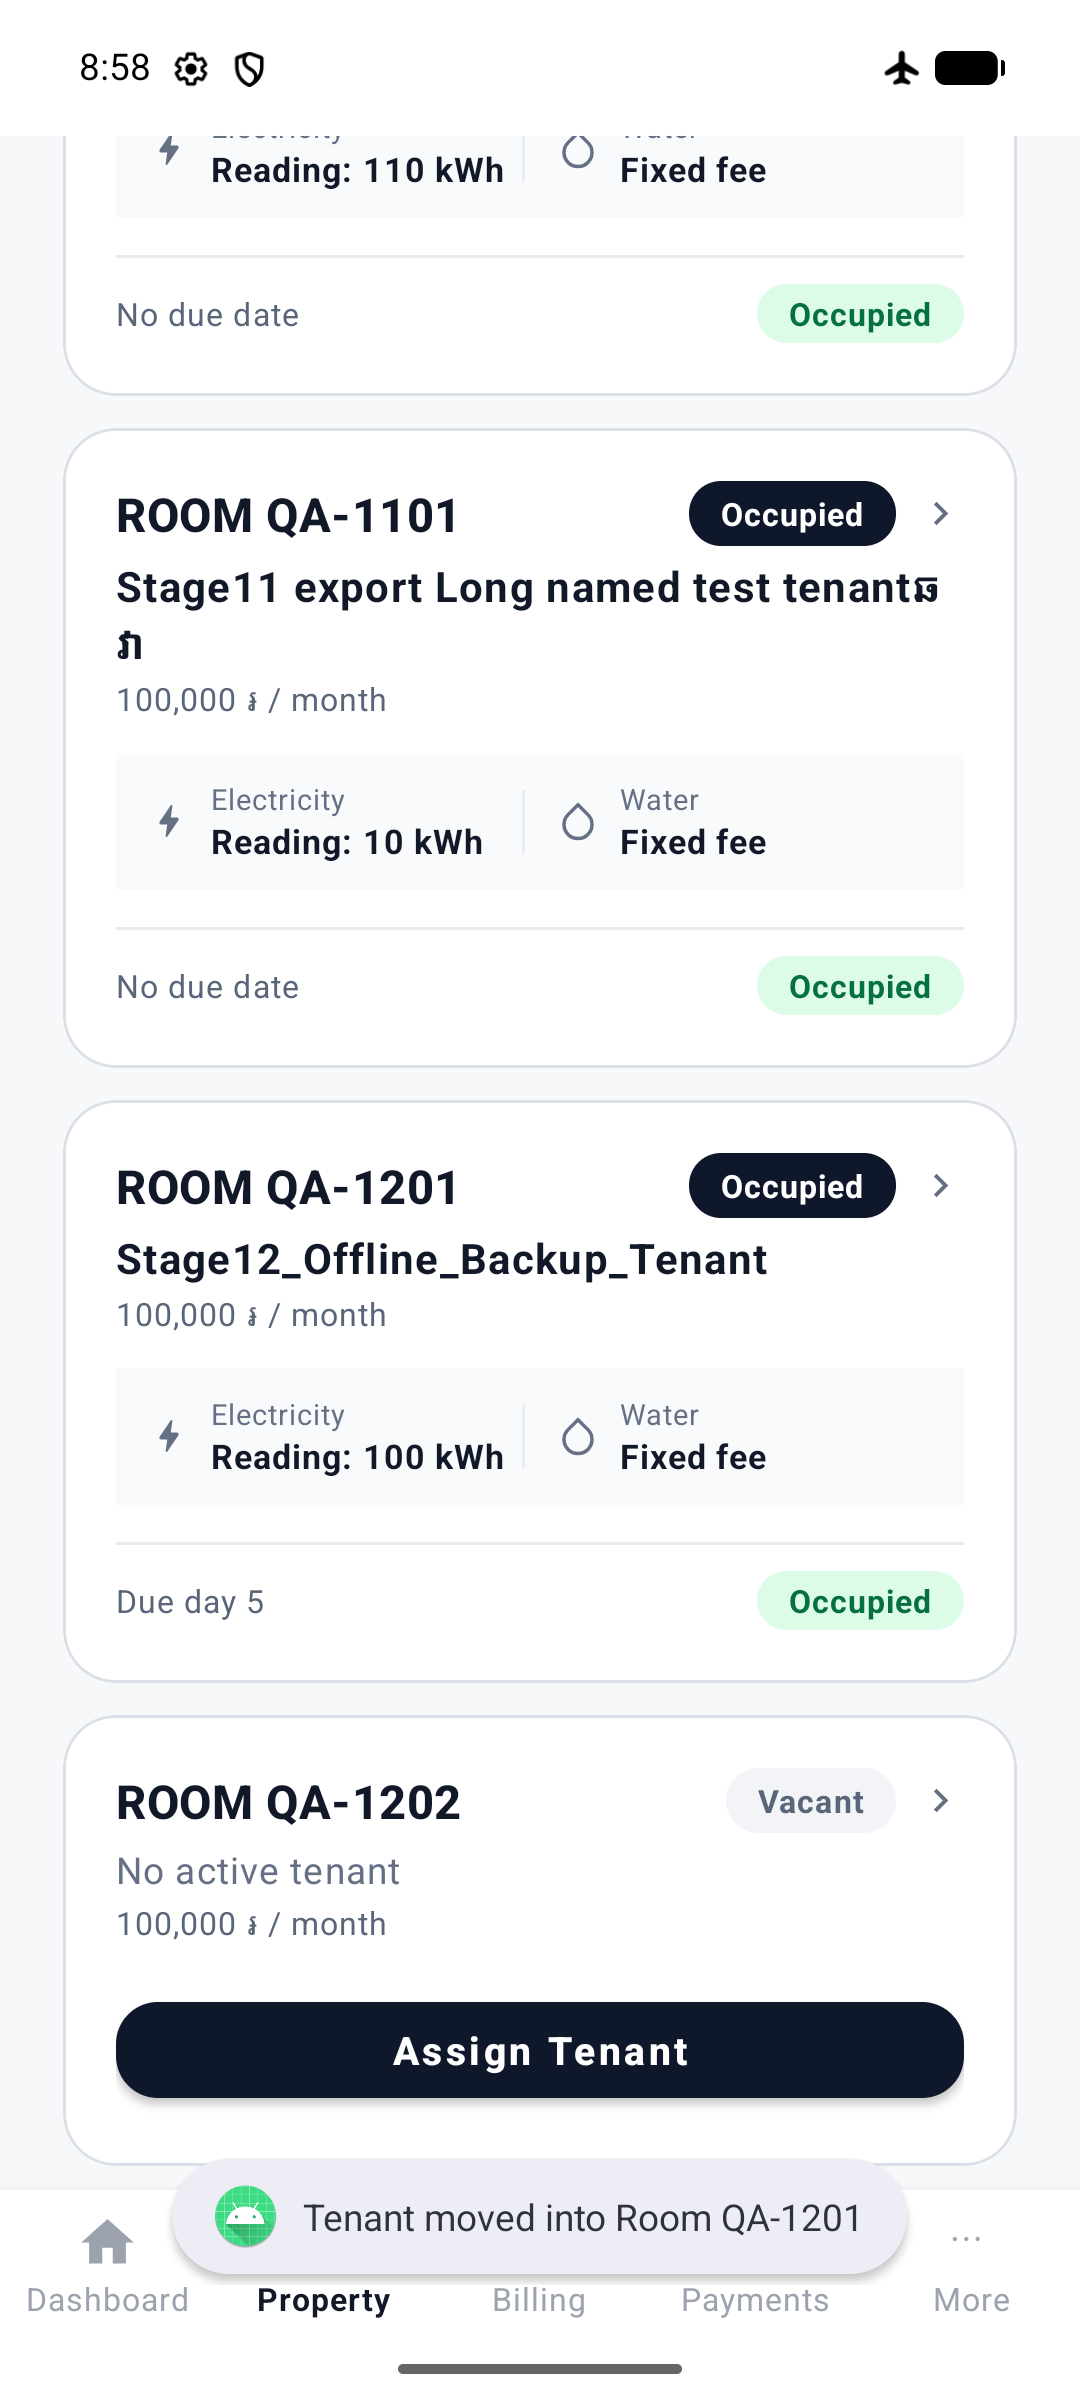 8:58
Electricity
Water
Reading: 110 kWh
Fixed fee
No due date
Occupied
ROOM QA-1101
Occupied
Stage11 export Long named test tenantឆ
វា
100,000 ៛ / month
Electricity
Water
Reading: 10 kWh
Fixed fee
No due date
Occupied
ROOM QA-1201
Occupied
Stage12_Offline_Backup_Tenant
100,000 ៛ / month
Electricity
Water
Reading: 100 kWh
Fixed fee
Due day 5
Occupied
ROOM QA-1202
Vacant
No active tenant
100,000 ៛ / month
Assign Tenant
Tenant moved into Room QA-1201
Dashboard
Property
Billing
Payments
More